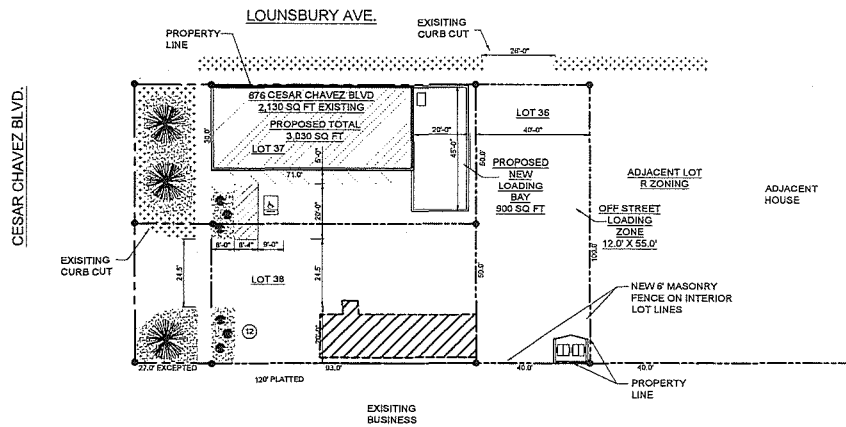 LOUNSBURY AVE.
PROPERTY
LINE
EXISITING
CURB CUT
26'-0"
CESAR CHAVEZ BLVD.
876 CESAR CHAVEZ BLVD
2,130 SQ FT EXISTING
PROPOSED TOTAL
3,030 SQ FT
LOT 37
30.0'
71.0'
5'-0"
20'-0"
45'-0"
50.0'
LOT 36
40'-0"
PROPOSED
NEW
LOADING
BAY
900 SQ FT
ADJACENT LOT
R ZONING
ADJACENT
HOUSE
OFF STREET
LOADING
ZONE
12.0' X 55.0'
100.0'
20'-0"
EXISITING
CURB CUT
8'-4"
9'-0"
24.5'
LOT 38
24.5'
50.0'
NEW 6' MASONRY
FENCE ON INTERIOR
LOT LINES
12
20'-0"
27.0' EXCEPTED
93.0'
40.0'
40.0'
120' PLATTED
PROPERTY
LINE
EXISITING
BUSINESS